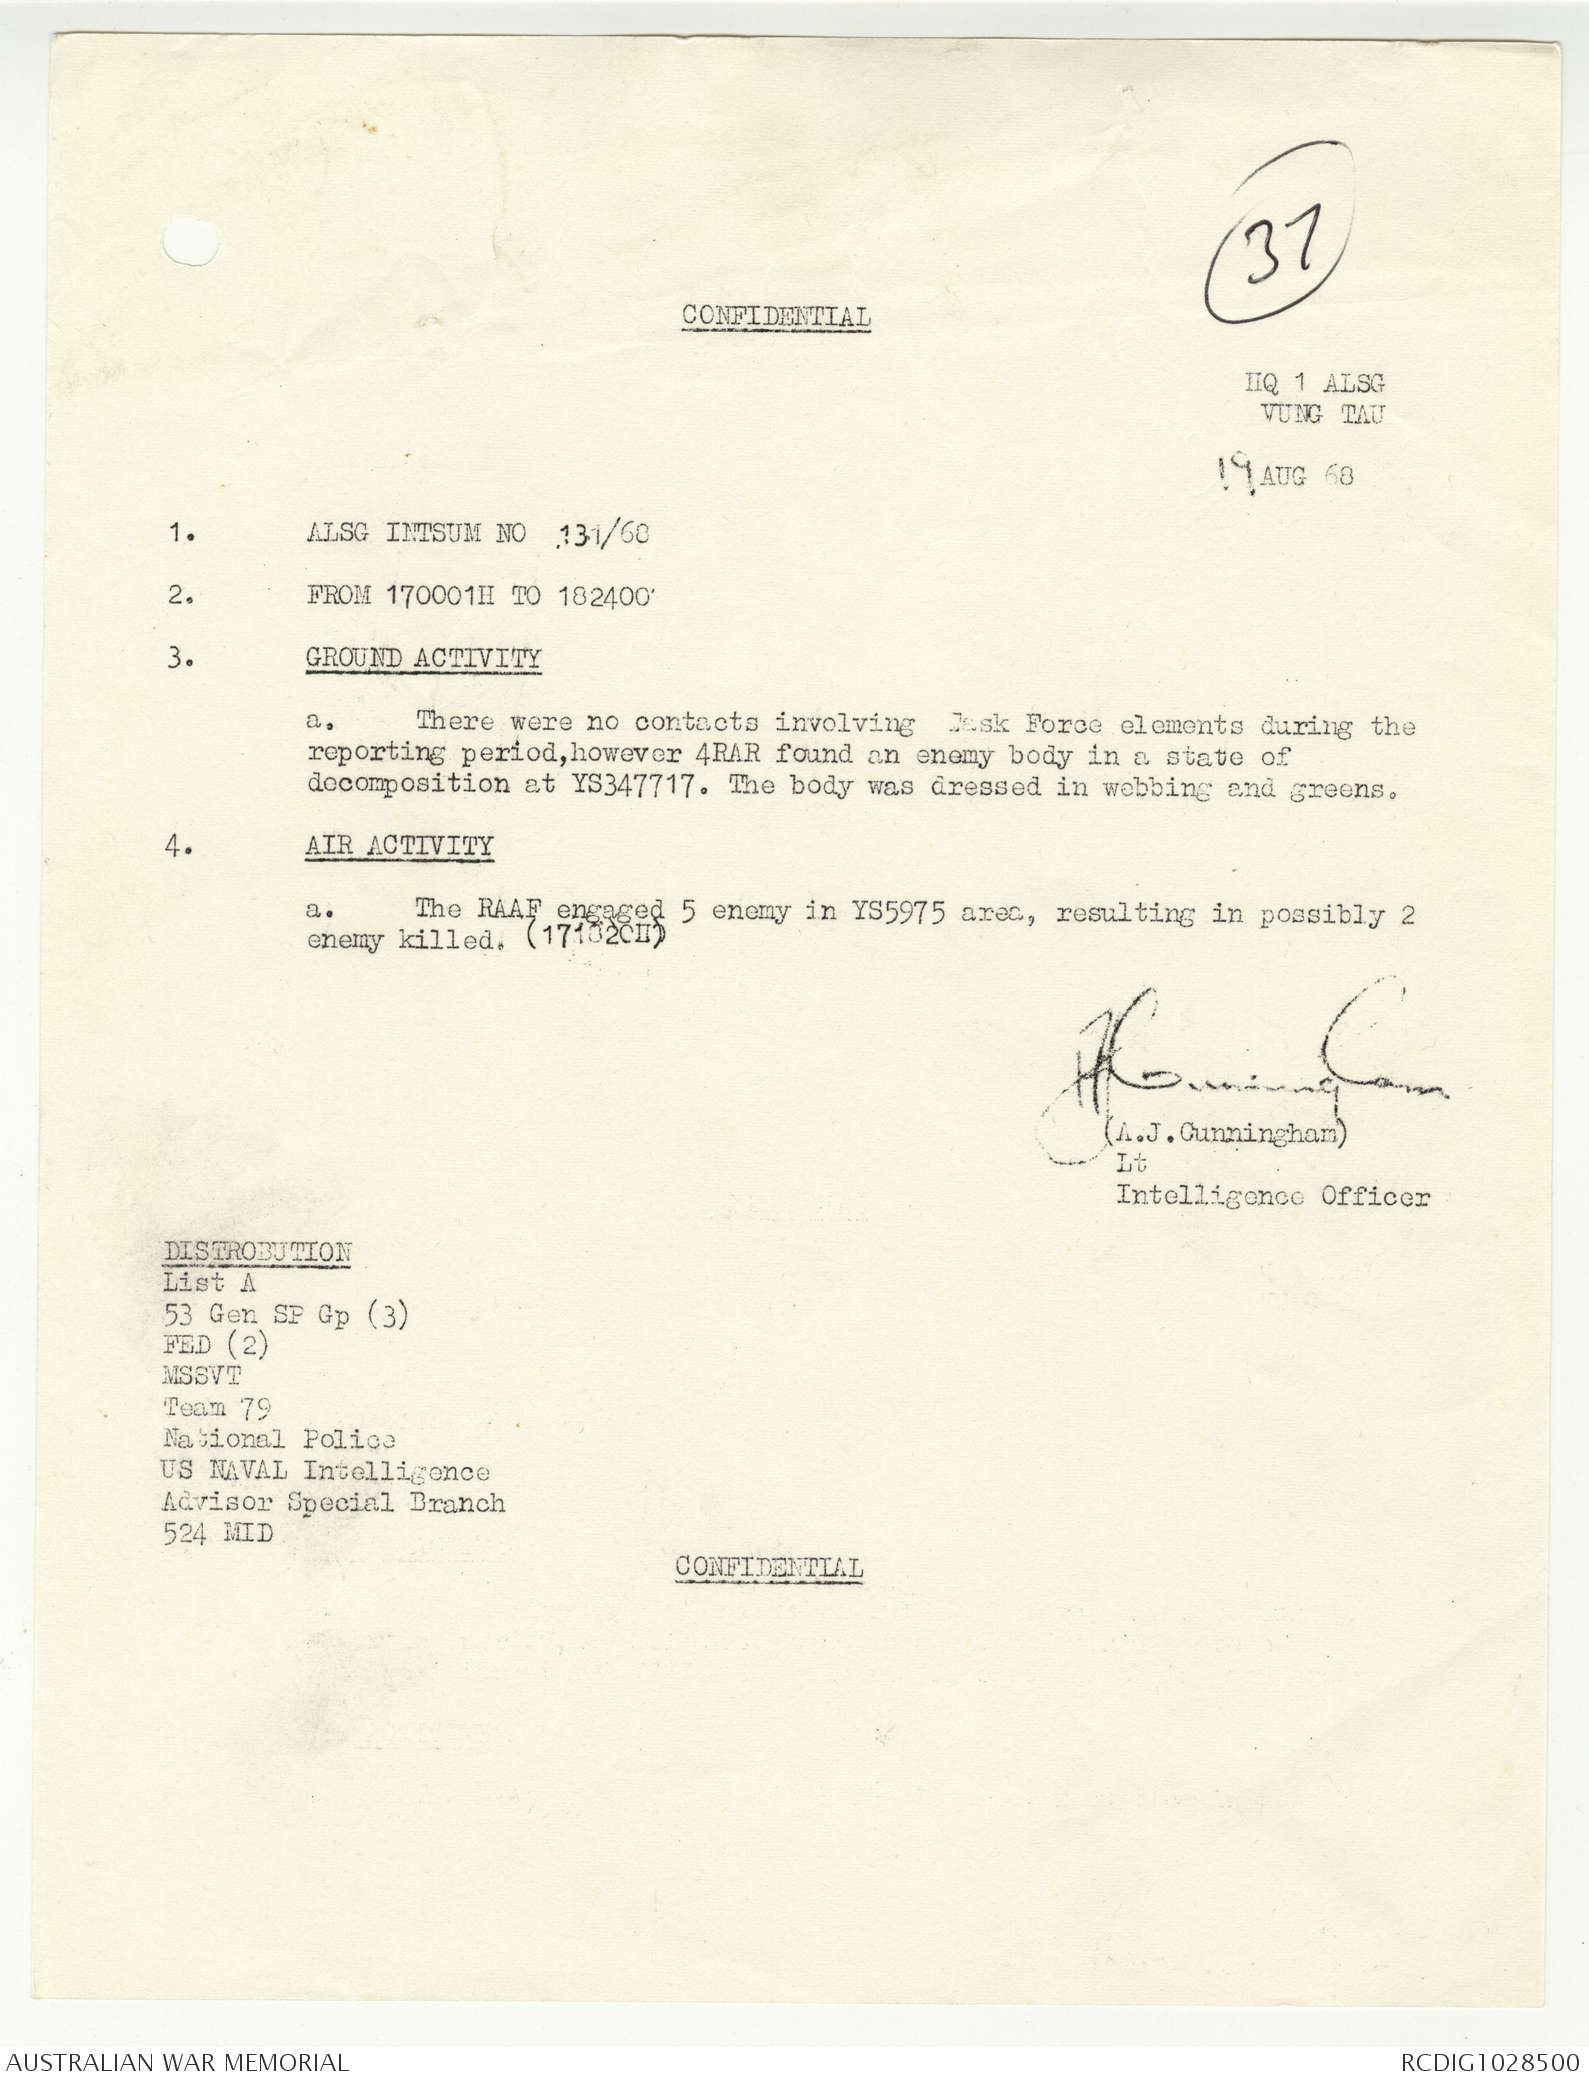 37
CONFIDENTIAL
HQ 1 ALSG
VUNG TAU
19 AUG 68
1. ALSG INTSUM NO 131/68
2. FROM 170001H TO 182400
3. GROUND ACTIVITY
a. There were no contacts involving Task Force elements during the
reporting period,however 4RAR found an enemy body in a state of
decomposition at YS347717. The body was dressed in webbing and greens.
4. AIR ACTIVITY
a. The RAAF engaged 5 enemy in YS5975 area, resulting in possibly 2
enemy killed. (171820H)
(A.J.Cunningham)
Lt
Intelligence Officer
DISTROBUTION
List A
53 Gen SP Gp (3)
FED (2)
MSSVT
Team 79
National Police
US NAVAL Intelligence
Advisor Special Branch
524 MID
CONFIDENTIAL
AUSTRALIAN WAR MEMORIAL
RCDIG1028500